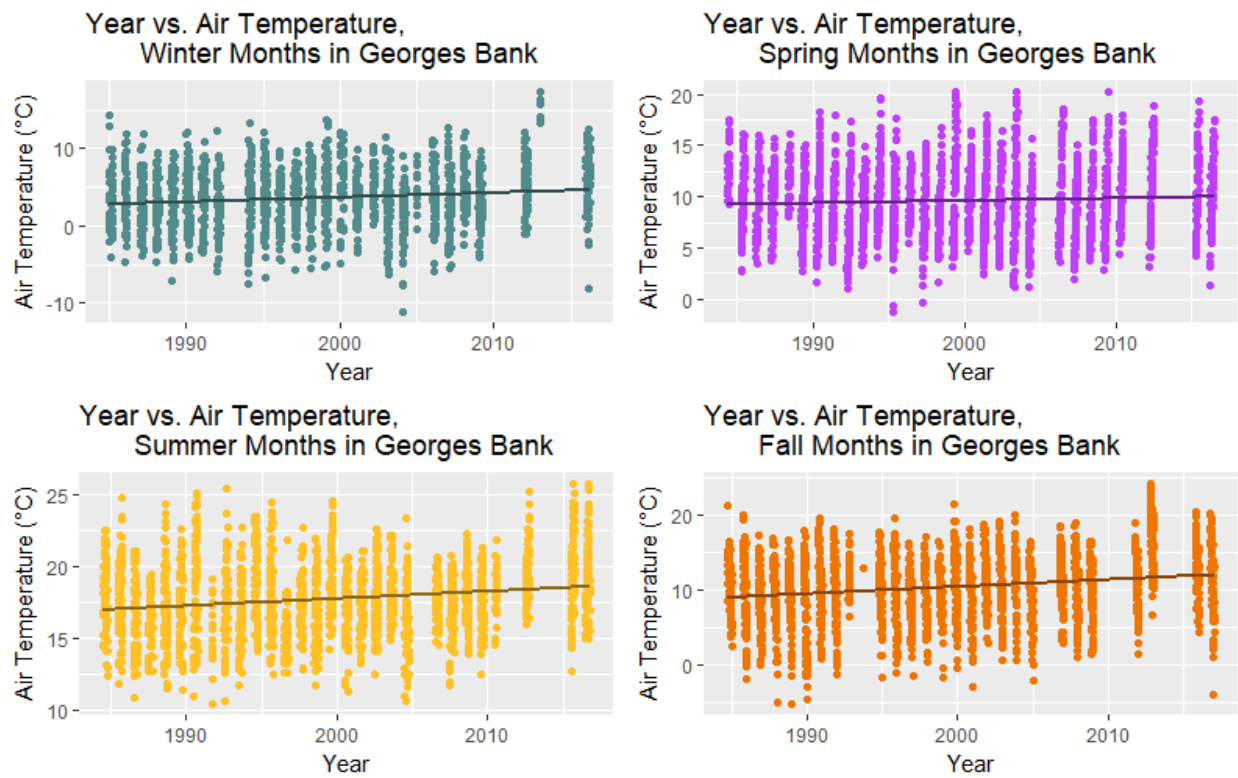 Year vs. Air Temperature,
Winter Months in Georges Bank
Air Temperature (°C)
10
0
-10
1990
2000
2010
Year
Year vs. Air Temperature,
Spring Months in Georges Bank
Air Temperature (°C)
20
15
10
5
0
1990
2000
2010
Year
Year vs. Air Temperature,
Summer Months in Georges Bank
Air Temperature (°C)
25
20
15
10
1990
2000
2010
Year
Year vs. Air Temperature,
Fall Months in Georges Bank
Air Temperature (°C)
20
10
0
1990
2000
2010
Year